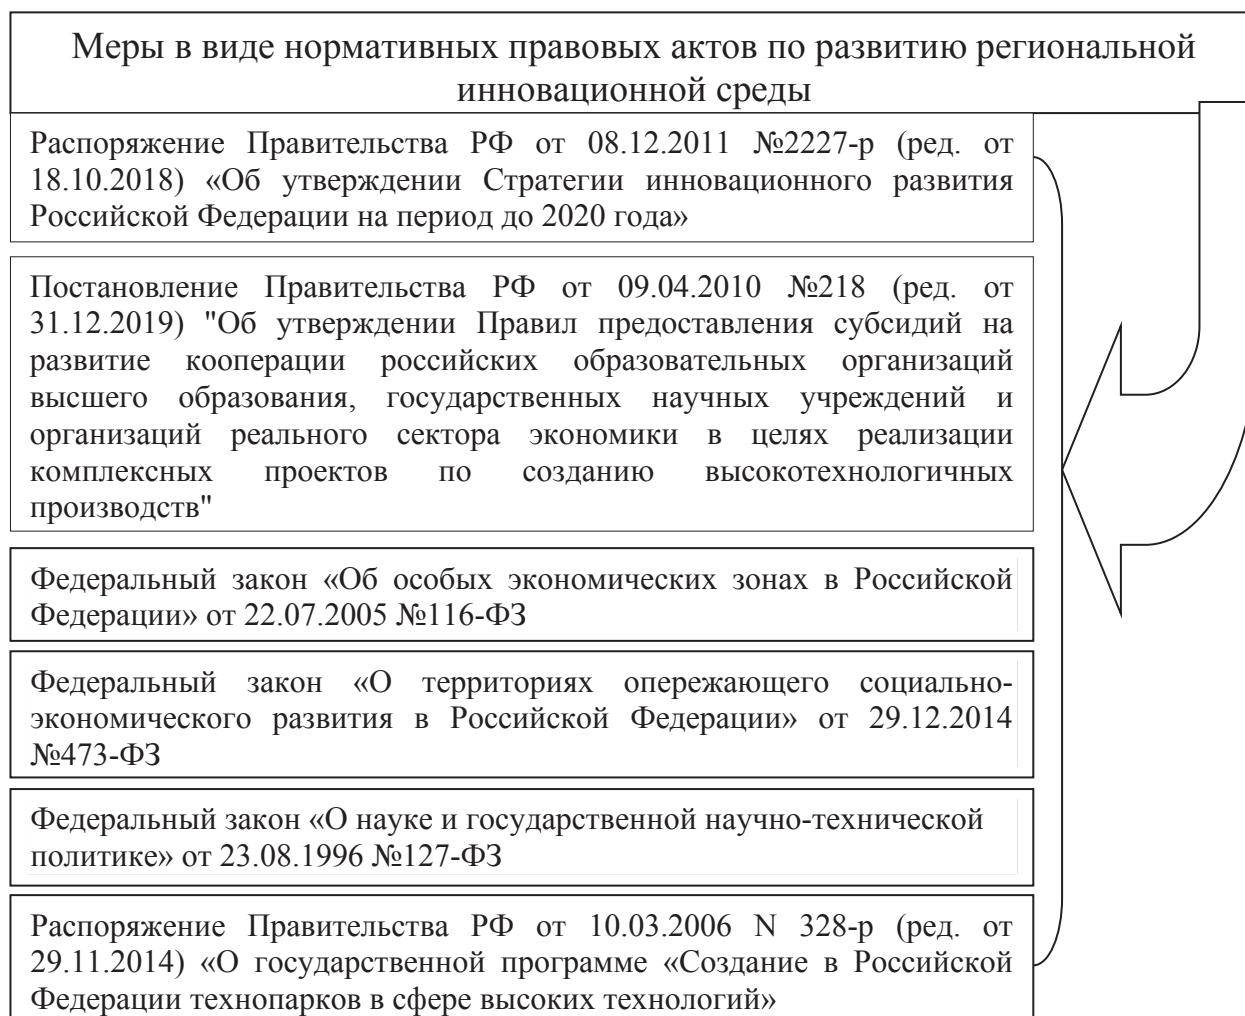 Меры в виде нормативных правовых актов по развитию региональной
инновационной среды
Распоряжение Правительства РФ от 08.12.2011 №2227-р (ред. от
18.10.2018) «Об утверждении Стратегии инновационного развития
Российской Федерации на период до 2020 года»
Постановление Правительства РФ от 09.04.2010 №218 (ред. от
31.12.2019) "Об утверждении Правил предоставления субсидий на
развитие кооперации российских образовательных организаций
высшего образования, государственных научных учреждений и
организаций реального сектора экономики в целях реализации
комплексных проектов по созданию высокотехнологичных
производств"
Федеральный закон «Об особых экономических зонах в Российской
Федерации» от 22.07.2005 №116-ФЗ
Федеральный закон «О территориях опережающего социально-
экономического развития в Российской Федерации» от 29.12.2014
№473-ФЗ
Федеральный закон «О науке и государственной научно-технической
политике» от 23.08.1996 №127-ФЗ
Распоряжение Правительства РФ от 10.03.2006 N 328-р (ред. от
29.11.2014) «О государственной программе «Создание в Российской
Федерации технопарков в сфере высоких технологий»